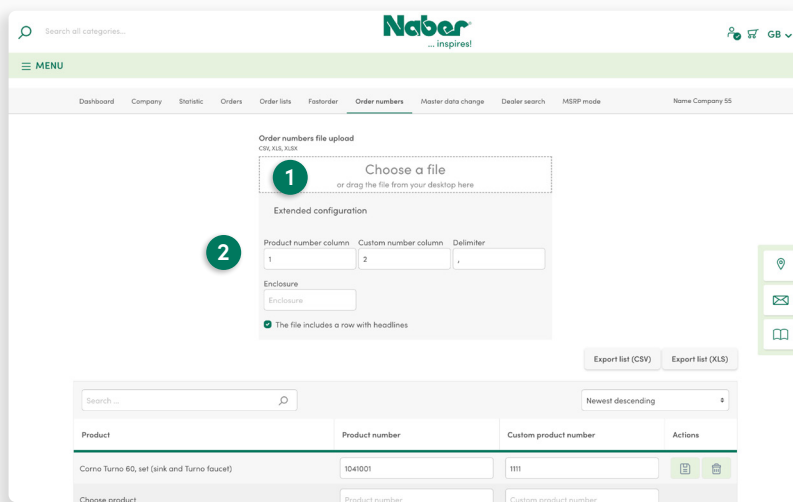 Search all categories...
Naber
... inspires!
GB
MENU
Dashboard Company Statistic Orders Order lists Fastorder Order numbers Master data change Dealer search MSRP mode Name Company 55
Order numbers file upload
CSV, XLS, XLSX
1
Choose a file
or drag the file from your desktop here
Extended configuration
2
Product number column Custom number column Delimiter
1 2 ,
Enclosure
Enclosure
The file includes a row with headlines
Export list (CSV) Export list (XLS)
Search ... Newest descending
Product Product number Custom product number Actions
Corno Turno 60, set (sink and Turno faucet) 1041001 1111
Choose product Product number Custom product number